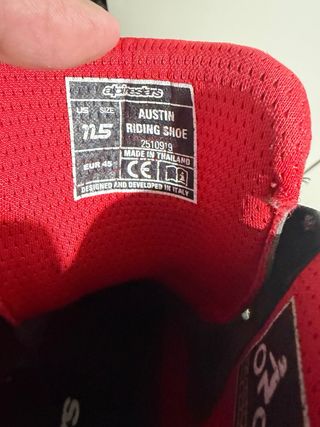 alpinestars
US SIZE
11.5
EUR 45
AUSTIN
RIDING SHOE
2510919
MADE IN THAILAND
CE
DESIGNED AND DEVELOPED IN ITALY